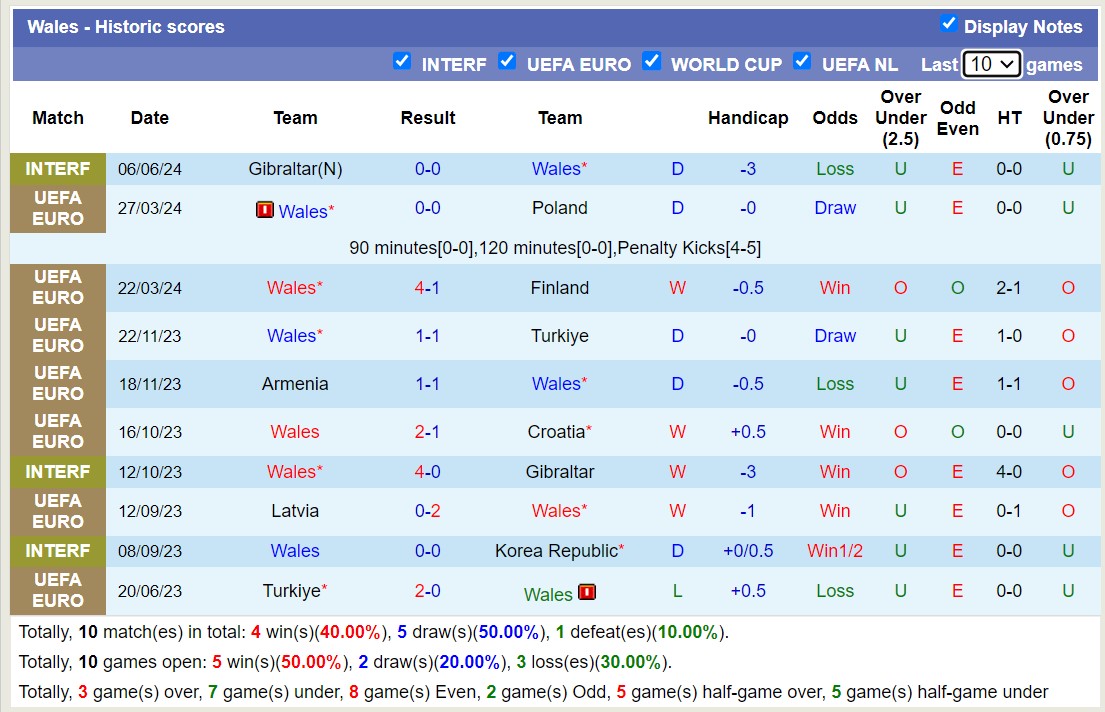 Wales - Historic scores Display Notes
INTERF UEFA EURO WORLD CUP UEFA NL Last 10 games
Match Date Team Result Team Handicap Odds Over Under (2.5) Odd Even HT Over Under (0.75)
INTERF 06/06/24 Gibraltar(N) 0-0 Wales* D -3 Loss U E 0-0 U
UEFA EURO 27/03/24 Wales* 0-0 Poland D -0 Draw U E 0-0 U
90 minutes[0-0],120 minutes[0-0],Penalty Kicks[4-5]
UEFA EURO 22/03/24 Wales* 4-1 Finland W -0.5 Win O O 2-1 O
UEFA EURO 22/11/23 Wales* 1-1 Turkiye D -0 Draw U E 1-0 O
UEFA EURO 18/11/23 Armenia 1-1 Wales* D -0.5 Loss U E 1-1 O
UEFA EURO 16/10/23 Wales 2-1 Croatia* W +0.5 Win O O 0-0 U
INTERF 12/10/23 Wales* 4-0 Gibraltar W -3 Win O E 4-0 O
UEFA EURO 12/09/23 Latvia 0-2 Wales* W -1 Win U E 0-1 O
INTERF 08/09/23 Wales 0-0 Korea Republic* D +0/0.5 Win1/2 U E 0-0 U
UEFA EURO 20/06/23 Turkiye* 2-0 Wales L +0.5 Loss U E 0-0 U
Totally, 10 match(es) in total: 4 win(s)(40.00%), 5 draw(s)(50.00%), 1 defeat(es)(10.00%).
Totally, 10 games open: 5 win(s)(50.00%), 2 draw(s)(20.00%), 3 loss(es)(30.00%).
Totally, 3 game(s) over, 7 game(s) under, 8 game(s) Even, 2 game(s) Odd, 5 game(s) half-game over, 5 game(s) half-game under